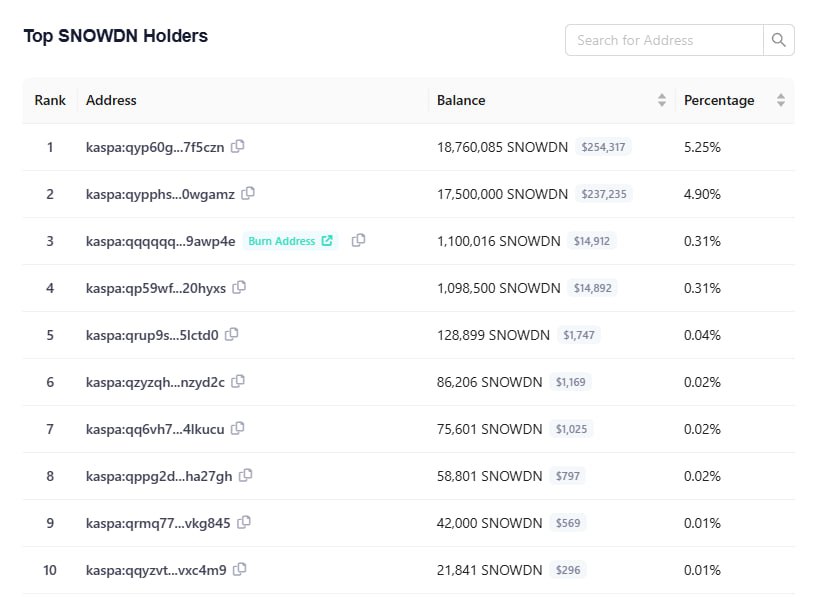 Top SNOWDN Holders
Search for Address
Rank Address Balance Percentage
1 kaspa:qyp60g...7f5czn 18,760,085 SNOWDN $254,317 5.25%
2 kaspa:qypphs...0wgamz 17,500,000 SNOWDN $237,235 4.90%
3 kaspa:qqqqqq...9awp4e Burn Address 1,100,016 SNOWDN $14,912 0.31%
4 kaspa:qp59wf...20hyxs 1,098,500 SNOWDN $14,892 0.31%
5 kaspa:qrup9s...5lctd0 128,899 SNOWDN $1,747 0.04%
6 kaspa:qzyzqh...nzyd2c 86,206 SNOWDN $1,169 0.02%
7 kaspa:qq6vh7...4lkucu 75,601 SNOWDN $1,025 0.02%
8 kaspa:qppg2d...ha27gh 58,801 SNOWDN $797 0.02%
9 kaspa:qrmq77...vkg845 42,000 SNOWDN $569 0.01%
10 kaspa:qqyzvt...vxc4m9 21,841 SNOWDN $296 0.01%